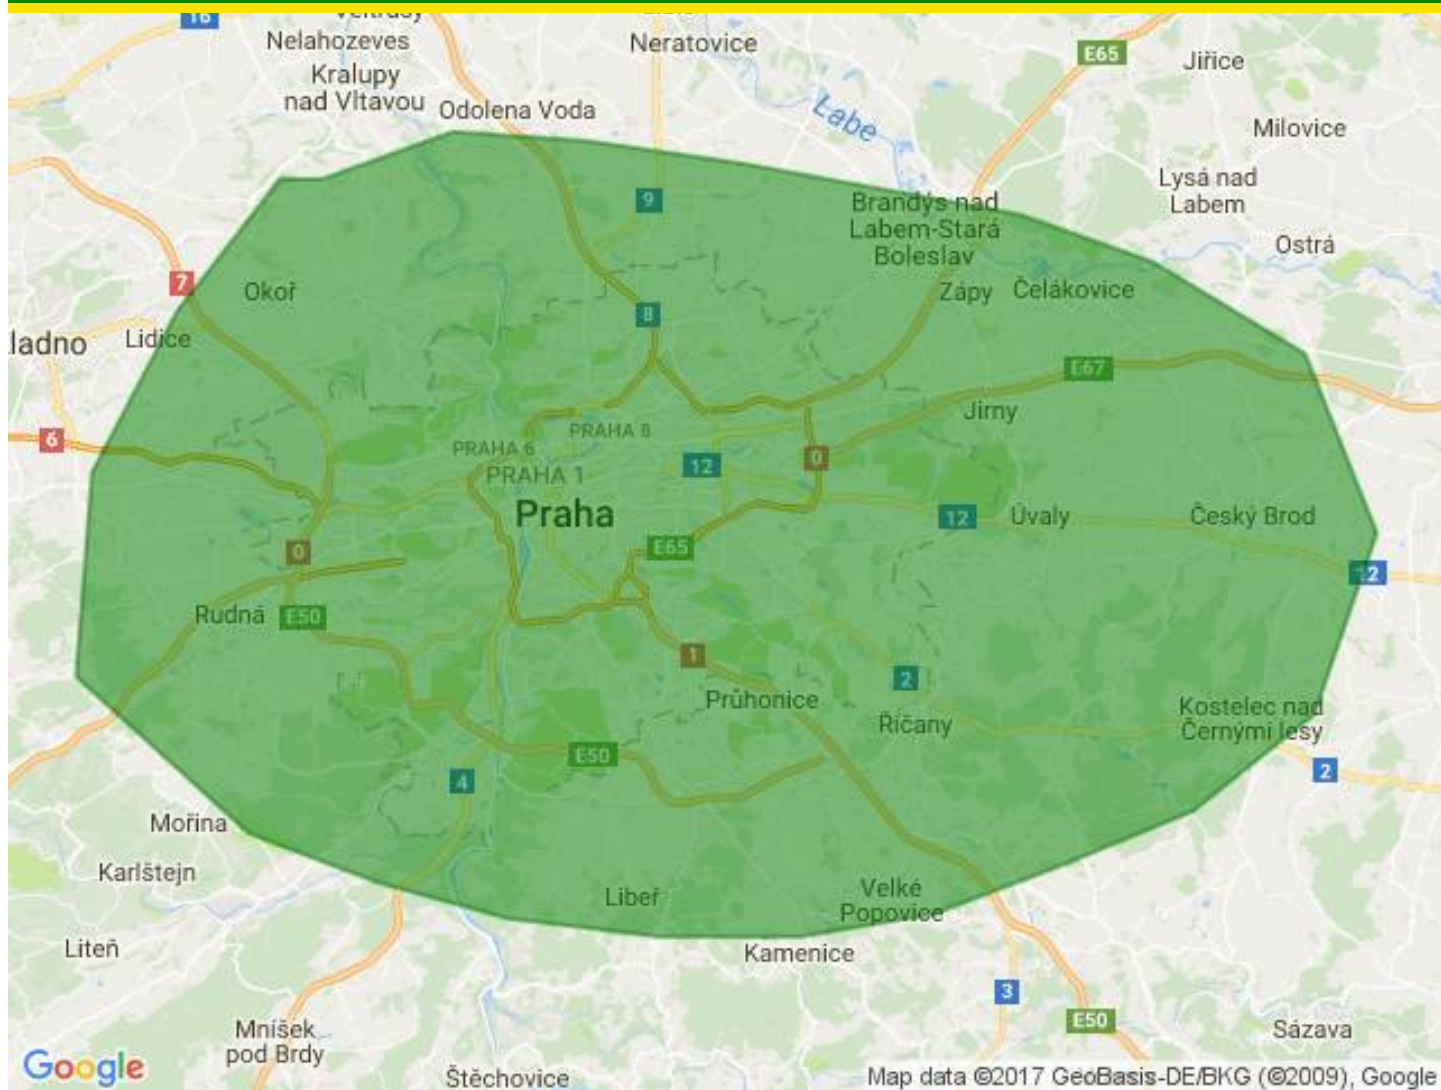 16
Nelahozeves
Neratovice
E65
Jiřice
Kralupy
nad Vltavou
Odolena Voda
Labe
Milovice
Lysá nad
Labem
9
Brandýs nad
Labem-Stará
Boleslav
Ostrá
7
Okoř
Zápy
Čelákovice
8
ladno
Lidice
E67
Jirny
6
PRAHA 8
PRAHA 6
PRAHA 1
12
0
Praha
12
Úvaly
Český Brod
0
E65
12
Rudná
E50
1
2
Průhonice
Říčany
Kostelec nad
Černými lesy
E50
4
2
Mořina
Karlštejn
Libeř
Velké
Popovice
Liteň
Kamenice
3
E50
Mníšek
pod Brdy
Sázava
Google
Štěchovice
Map data ©2017 GeoBasis-DE/BKG (©2009), Google